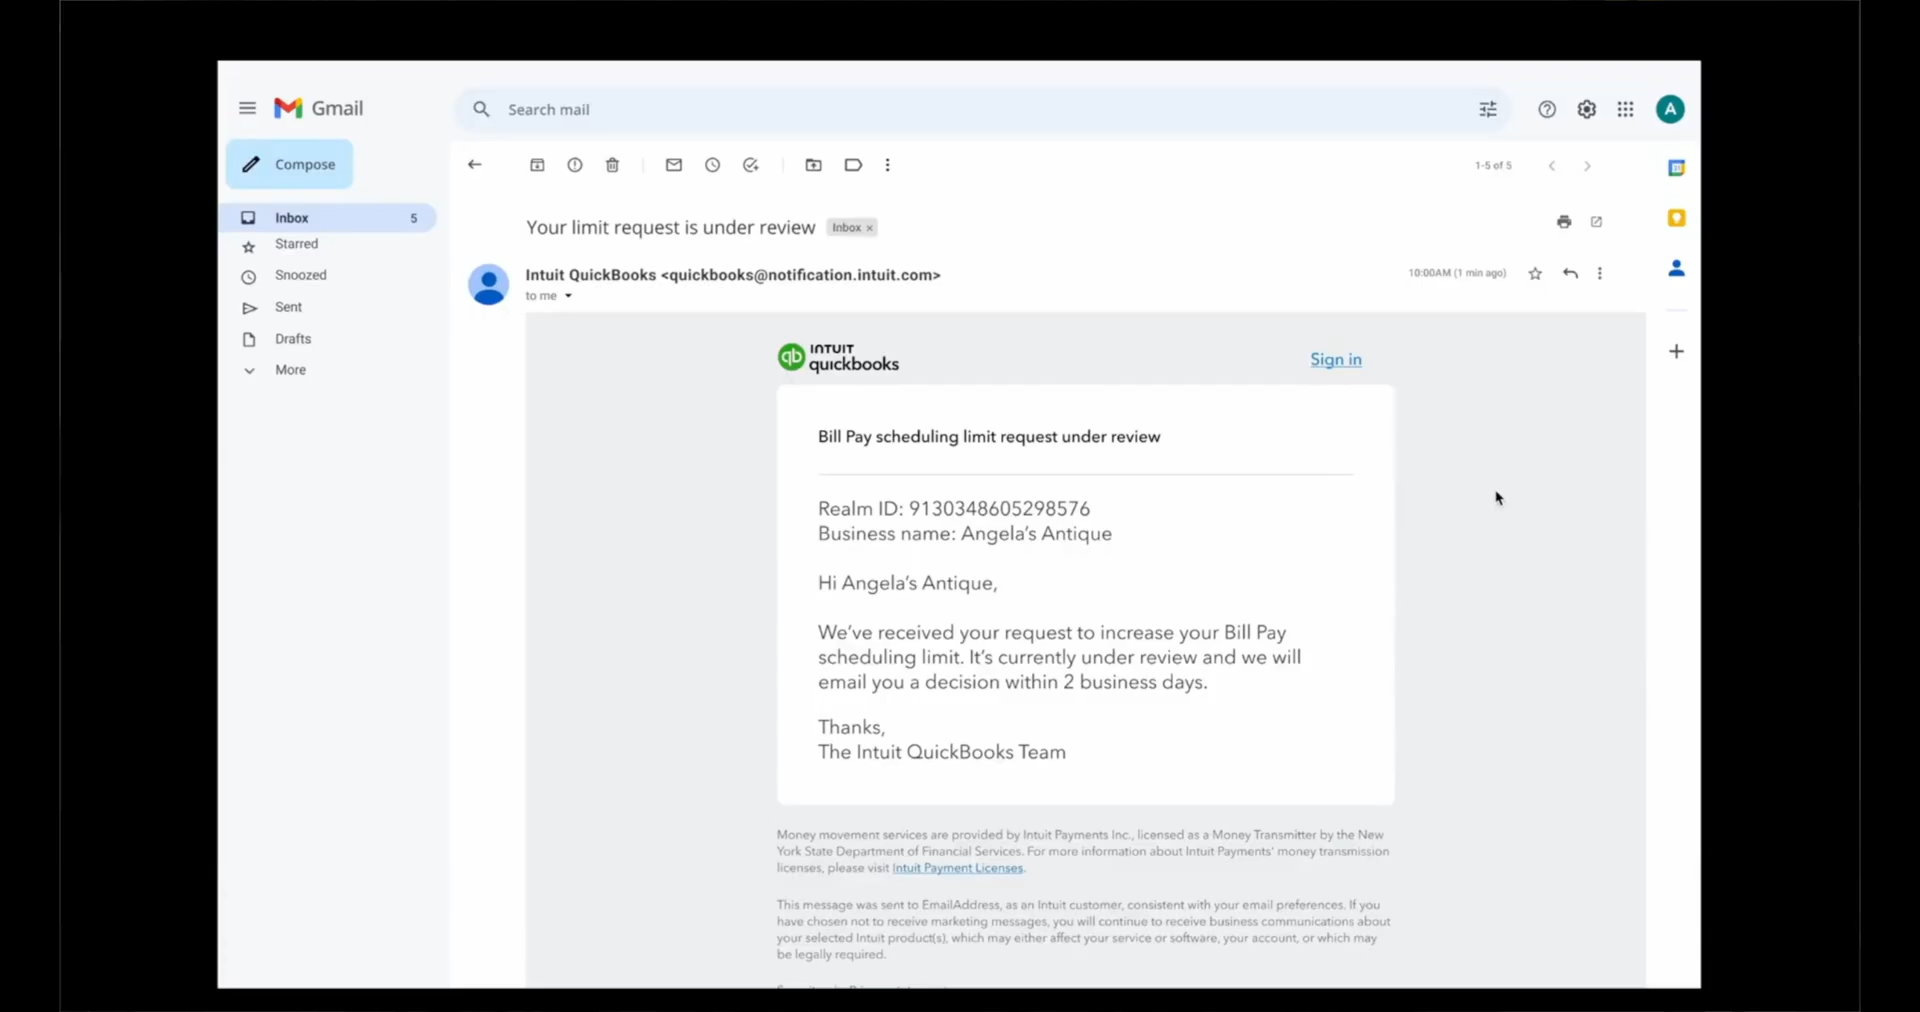 Gmail
Search mail
A
Compose
1-5 of 5
Inbox 5
Starred
Snoozed
Sent
Drafts
More
Your limit request is under review Inbox ×
Intuit QuickBooks <quickbooks@notification.intuit.com>
10:00AM (1 min ago)
to me
qb INTUIT
quickbooks
Sign in
Bill Pay scheduling limit request under review
Realm ID: 9130348605298576
Business name: Angela's Antique
Hi Angela's Antique,
We've received your request to increase your Bill Pay
scheduling limit. It's currently under review and we will
email you a decision within 2 business days.
Thanks,
The Intuit QuickBooks Team
Money movement services are provided by Intuit Payments Inc., licensed as a Money Transmitter by the New
York State Department of Financial Services. For more information about Intuit Payments' money transmission
licenses, please visit Intuit Payment Licenses.
This message was sent to EmailAddress, as an Intuit customer, consistent with your email preferences. If you
have chosen not to receive marketing messages, you will continue to receive business communications about
your selected Intuit product(s), which may either affect your service or software, your account, or which may
be legally required.